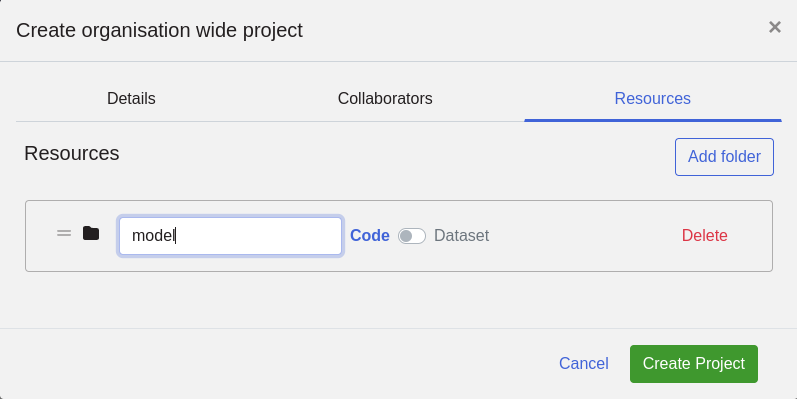 Create organisation wide project ×
Details Collaborators Resources
Resources Add folder
model Code Dataset Delete
Cancel Create Project